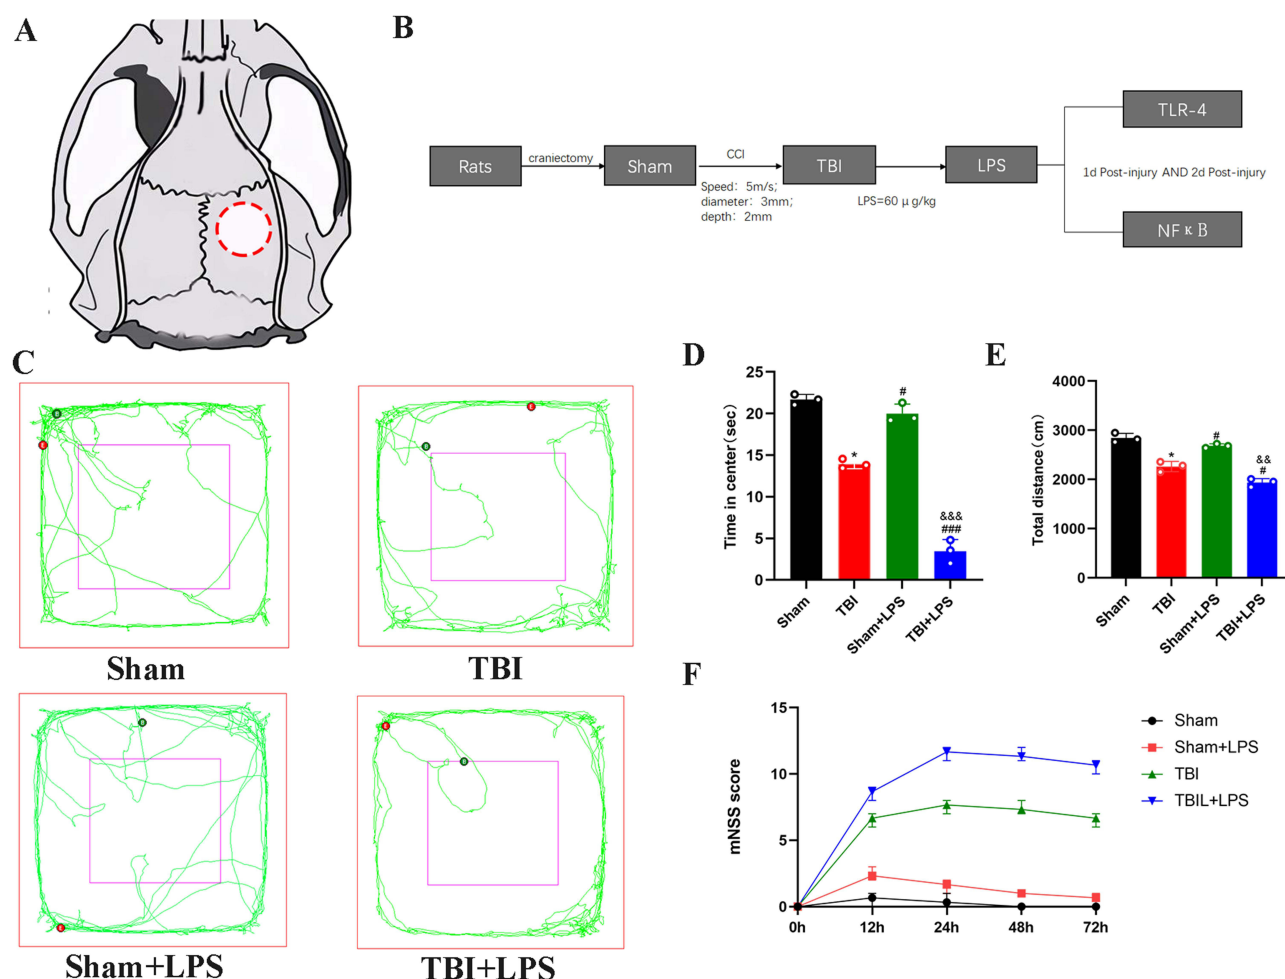 A
B
Rats
craniectomy
Sham
CCI
Speed: 5m/s;
diameter: 3mm;
depth: 2mm
TBI
LPS=60 μ g/kg
LPS
TLR-4
1d Post-injury AND 2d Post-injury
NF κ B
C
E
Sham
E
TBI
E
Sham+LPS
E
TBI+LPS
D
Time in center(sec)
25
20
15
10
5
0
*
#
&&&
###
Sham
TBI
Sham+LPS
TBI+LPS
E
Total distance(cm)
4000
3000
2000
1000
0
*
#
&&
#
Sham
TBI
Sham+LPS
TBI+LPS
F
mNSS score
15
10
5
0
0h
12h
24h
48h
72h
Sham
Sham+LPS
TBI
TBIL+LPS